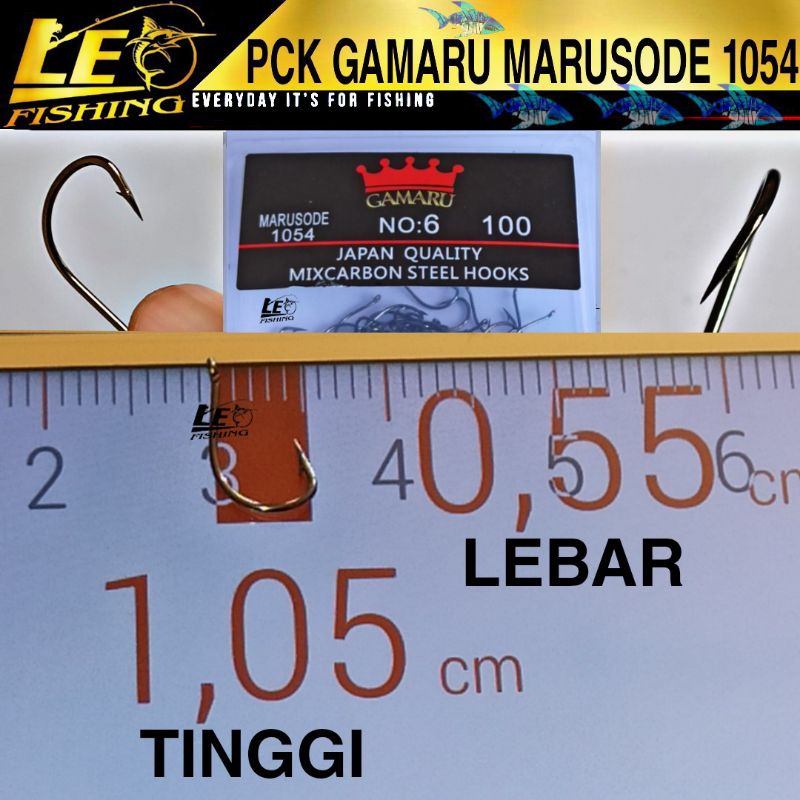 LEO
FISHING
PCK GAMARU MARUSODE 1054
EVERYDAY IT'S FOR FISHING
GAMARU
MARUSODE
1054
NO:6
100
JAPAN QUALITY
MIXCARBON STEEL HOOKS
LEO
FISHING
LEO
FISHING
2 3 4 5 6
0,55 cm
LEBAR
1,05 cm
TINGGI